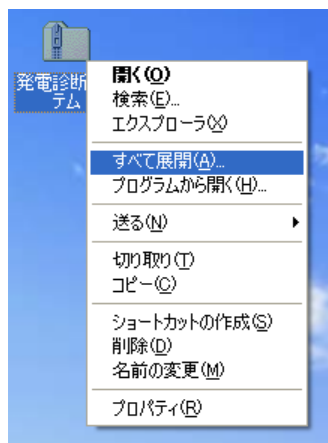 発電診断
テム
開く(O)
検索(E)...
エクスプローラ(X)
すべて展開(A)...
プログラムから開く(H)...
送る(N)
切り取り(T)
コピー(C)
ショートカットの作成(S)
削除(D)
名前の変更(M)
プロパティ(R)